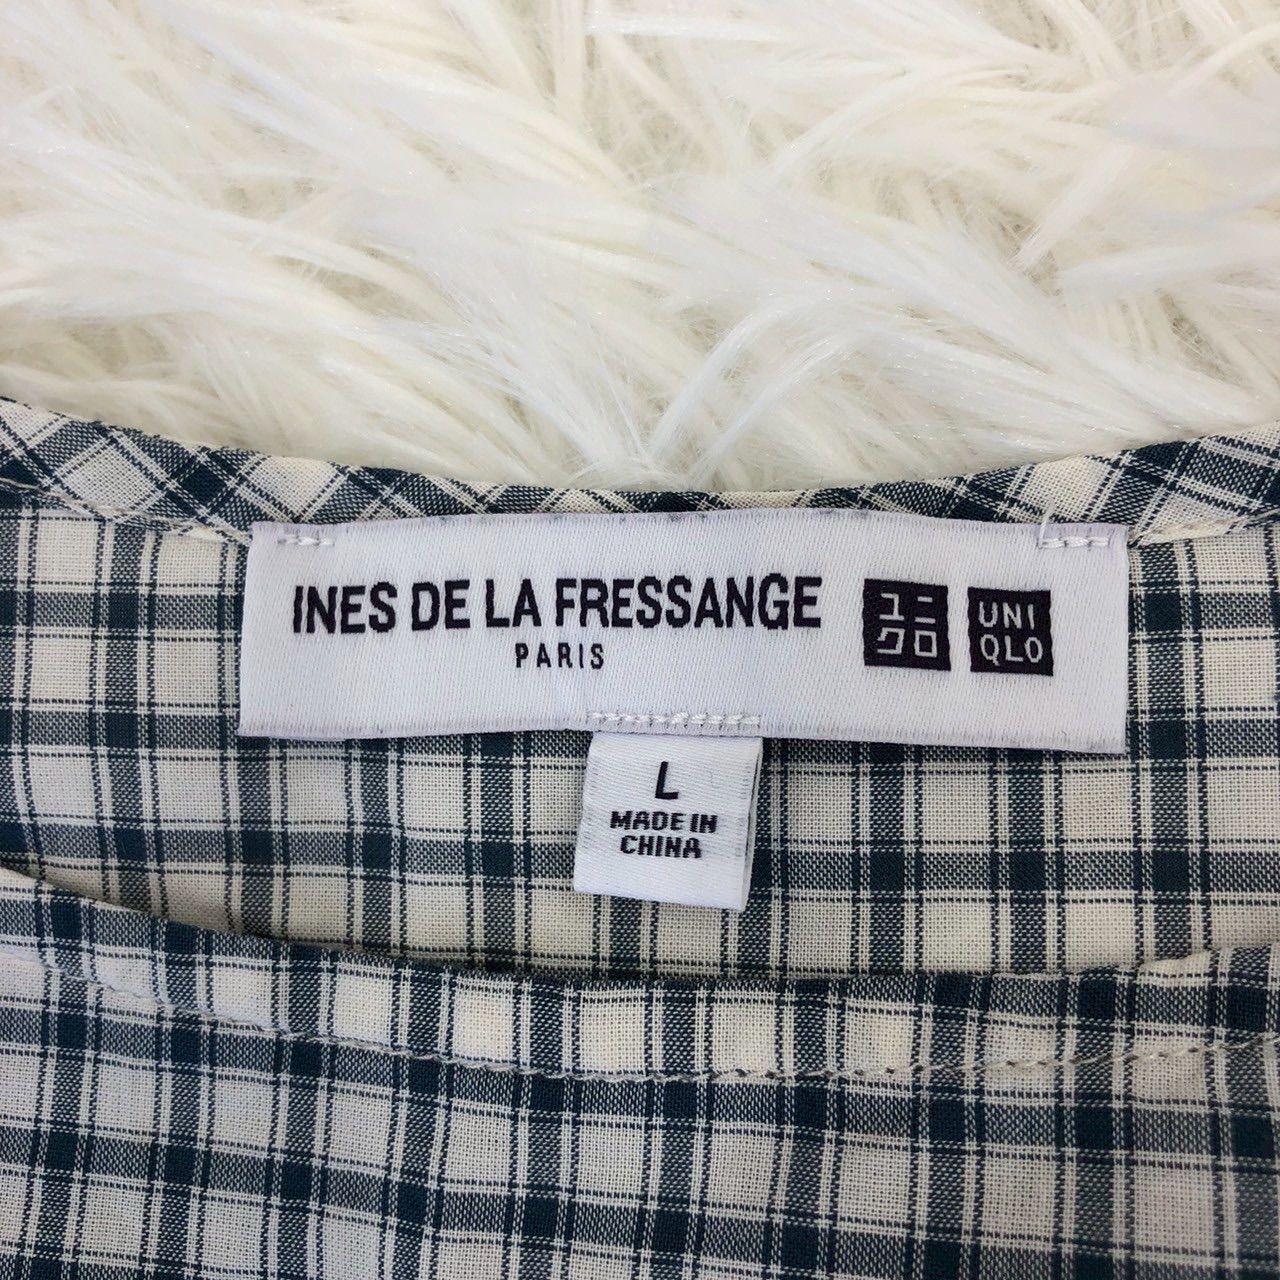 INES DE LA FRESSANGE
PARIS
ユニ
クロ
UNI
QLO
L
MADE IN
CHINA